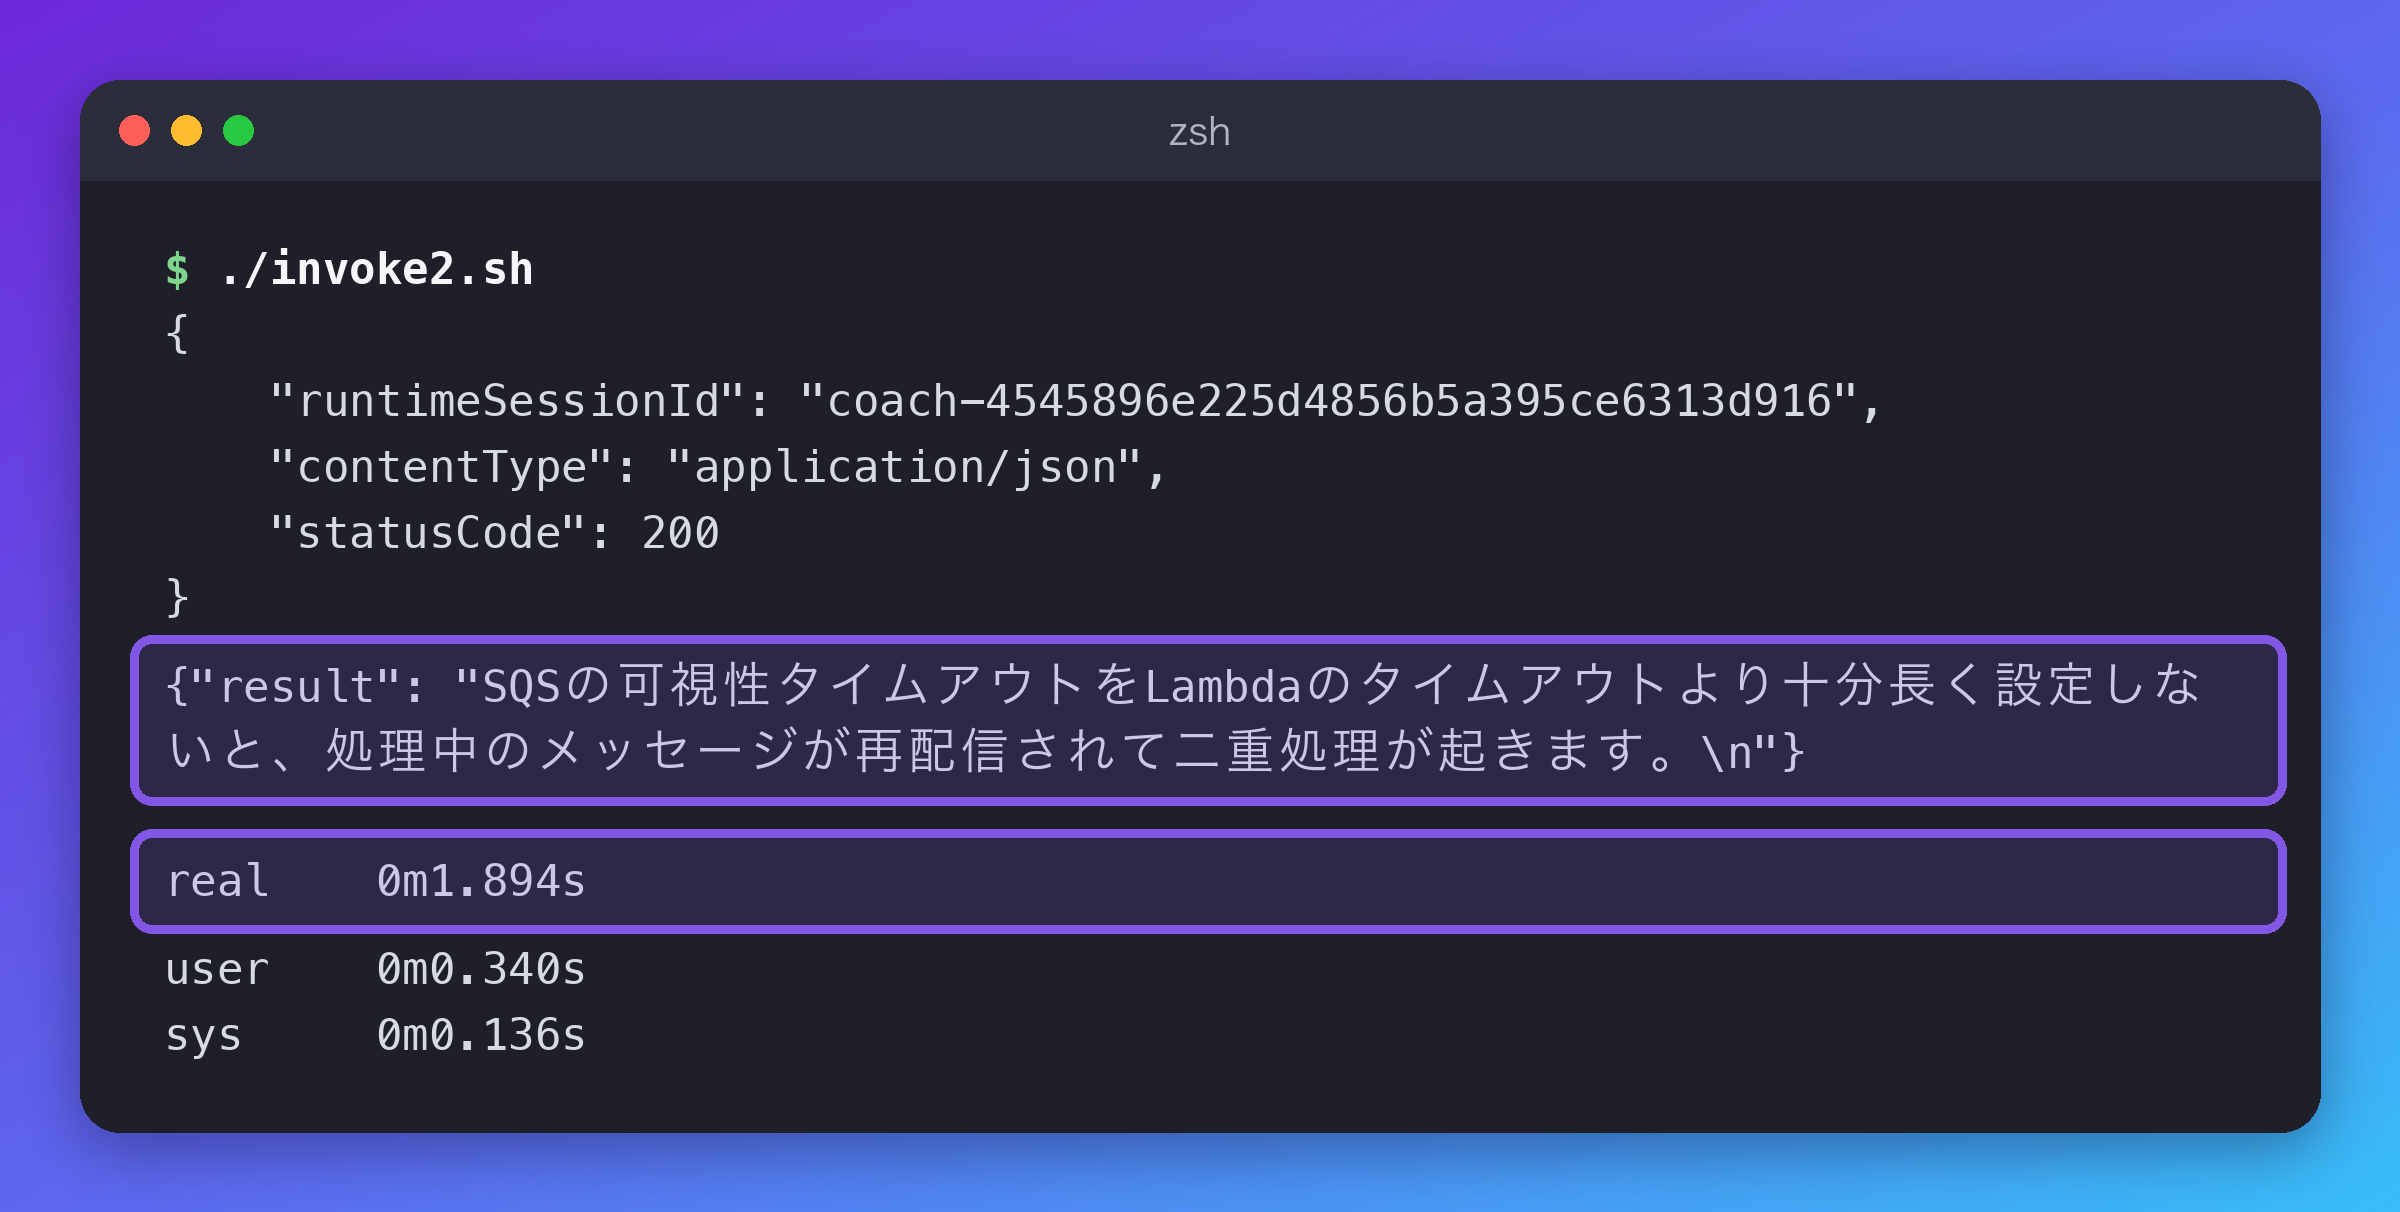 zsh
$ ./invoke2.sh
{
    "runtimeSessionId": "coach-4545896e225d4856b5a395ce6313d916",
    "contentType": "application/json",
    "statusCode": 200
}
{"result": "SQSの可視性タイムアウトをLambdaのタイムアウトより十分長く設定しな
いと、処理中のメッセージが再配信されて二重処理が起きます。\n"}
real    0m1.894s
user    0m0.340s
sys     0m0.136s